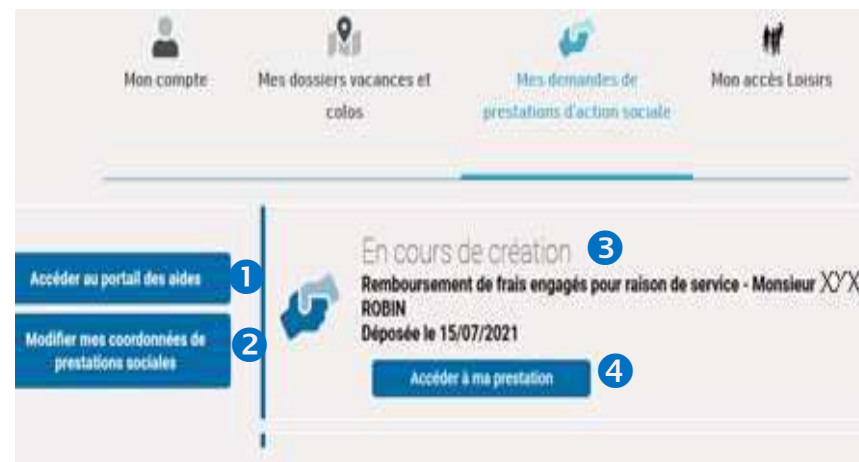 Mon compte
Mes dossiers vacances et
colos
Mes demandes de
prestations d'action sociale
Mon accès Loisirs
Accéder au portail des aides
1
Modifier mes coordonnées de
prestations sociales
2
En cours de création
3
Remboursement de frais engagés pour raison de service - Monsieur XYX
ROBIN
Déposée le 15/07/2021
Accéder à ma prestation
4